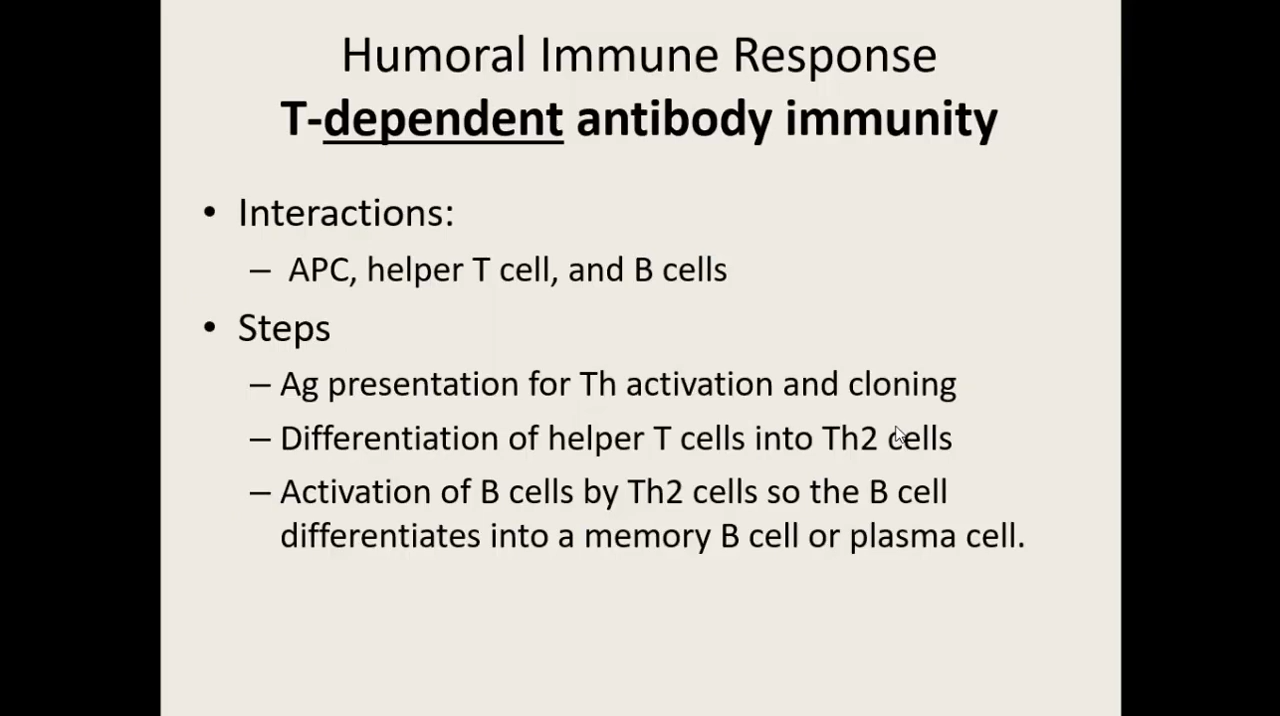 Humoral Immune Response
T-dependent antibody immunity
• Interactions:
– APC, helper T cell, and B cells
• Steps
– Ag presentation for Th activation and cloning
– Differentiation of helper T cells into Th2 cells
– Activation of B cells by Th2 cells so the B cell
differentiates into a memory B cell or plasma cell.